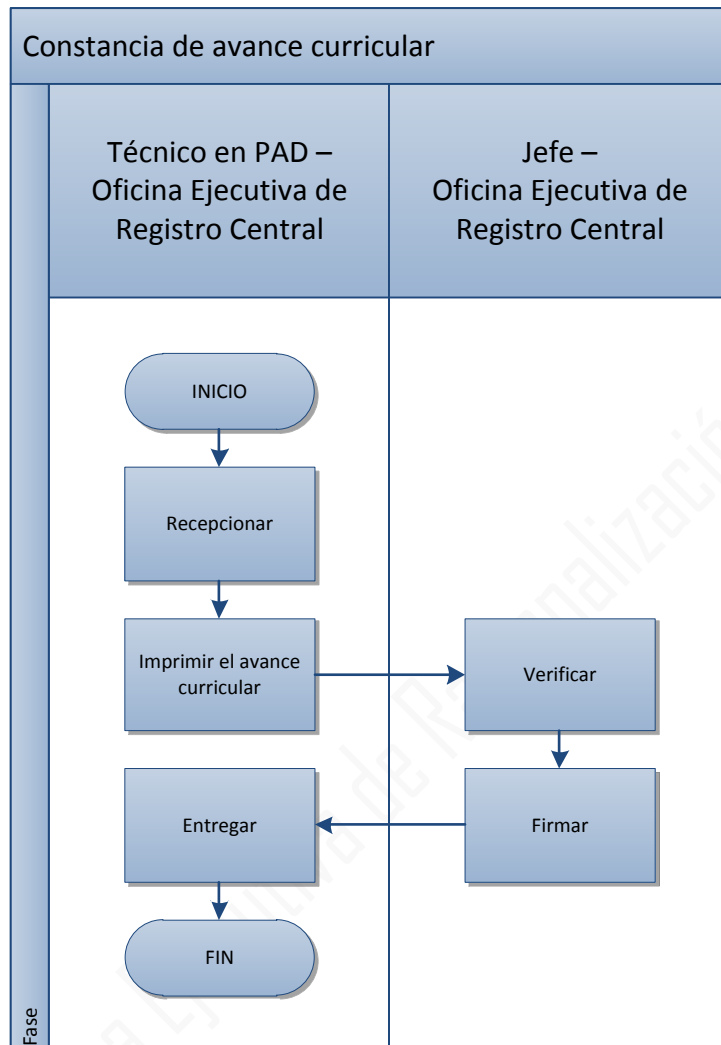 Constancia de avance curricular
Técnico en PAD –
Oficina Ejecutiva de
Registro Central
Jefe –
Oficina Ejecutiva de
Registro Central
INICIO
Recepcionar
Imprimir el avance
curricular
Verificar
Entregar
Firmar
FIN
Fase